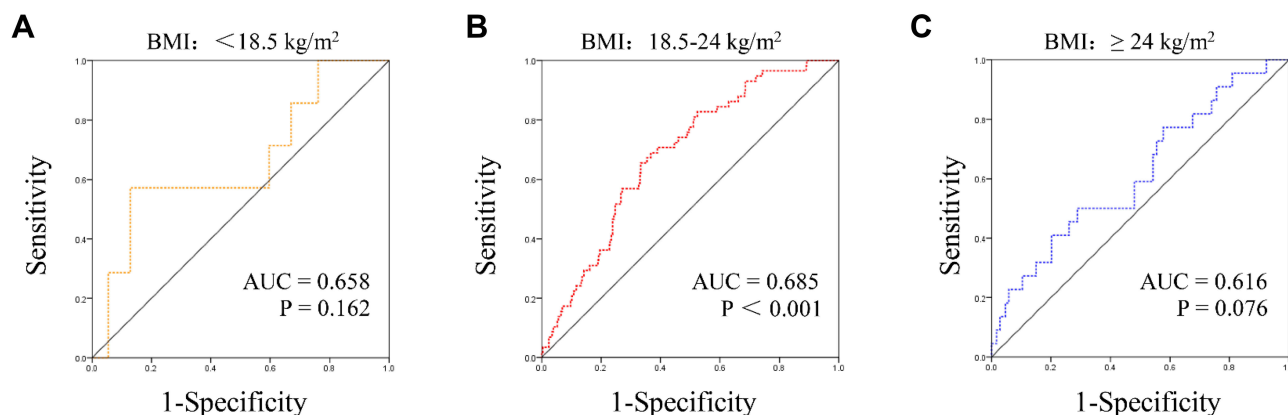 A
BMI：＜18.5 kg/m²
1.0
0.8
0.6
0.4
0.2
0.0
Sensitivity
AUC = 0.658
P = 0.162
0.0 0.2 0.4 0.6 0.8 1.0
1-Specificity
B
BMI：18.5-24 kg/m²
1.0
0.8
0.6
0.4
0.2
0.0
Sensitivity
AUC = 0.685
P＜0.001
0.0 0.2 0.4 0.6 0.8 1.0
1-Specificity
C
BMI：≥ 24 kg/m²
1.0
0.8
0.6
0.4
0.2
0.0
Sensitivity
AUC = 0.616
P = 0.076
0.0 0.2 0.4 0.6 0.8
1-Specificity